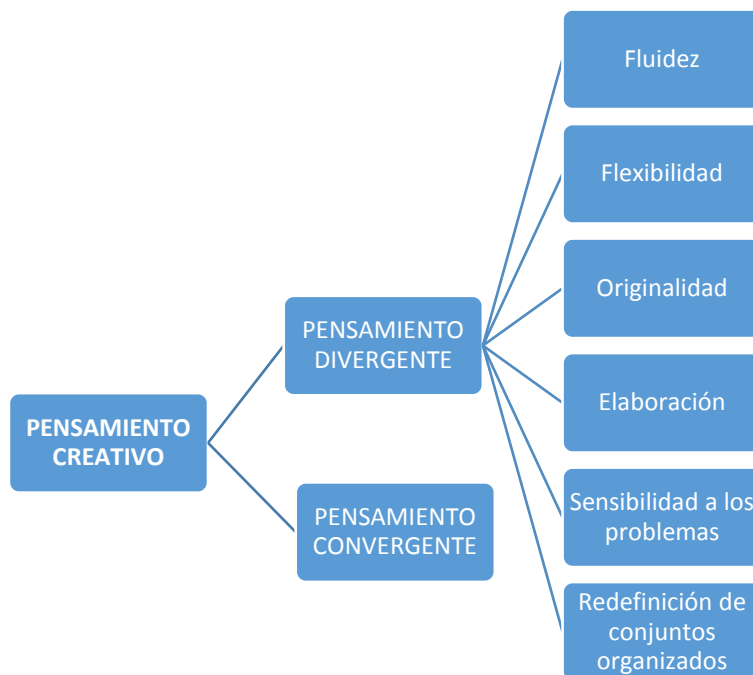 PENSAMIENTO
CREATIVO
PENSAMIENTO
DIVERGENTE
PENSAMIENTO
CONVERGENTE
Fluidez
Flexibilidad
Originalidad
Elaboración
Sensibilidad a los
problemas
Redefinición de
conjuntos
organizados